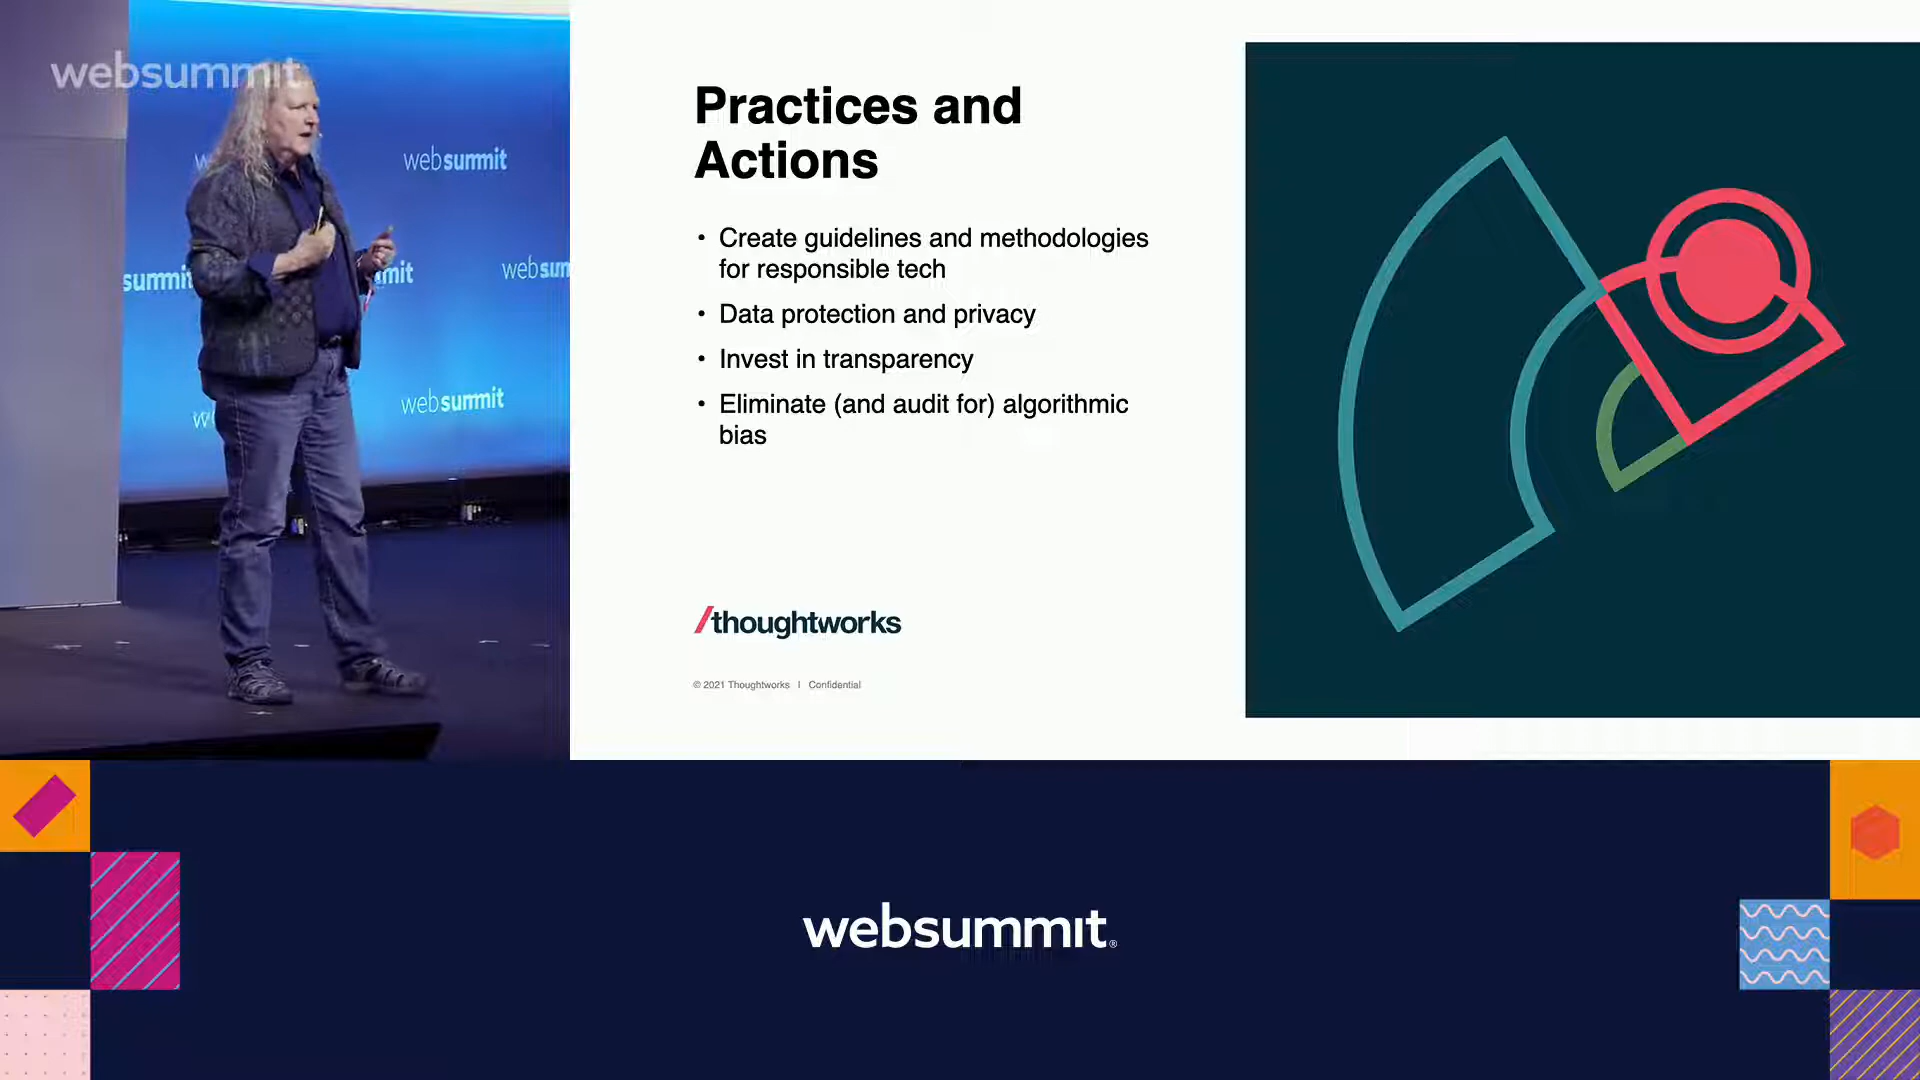 websummit
websummit
summit
mit
websum
websummit
Practices and
Actions
• Create guidelines and methodologies
for responsible tech
• Data protection and privacy
• Invest in transparency
• Eliminate (and audit for) algorithmic
bias
/thoughtworks
© 2021 Thoughtworks | Confidential
websummit®